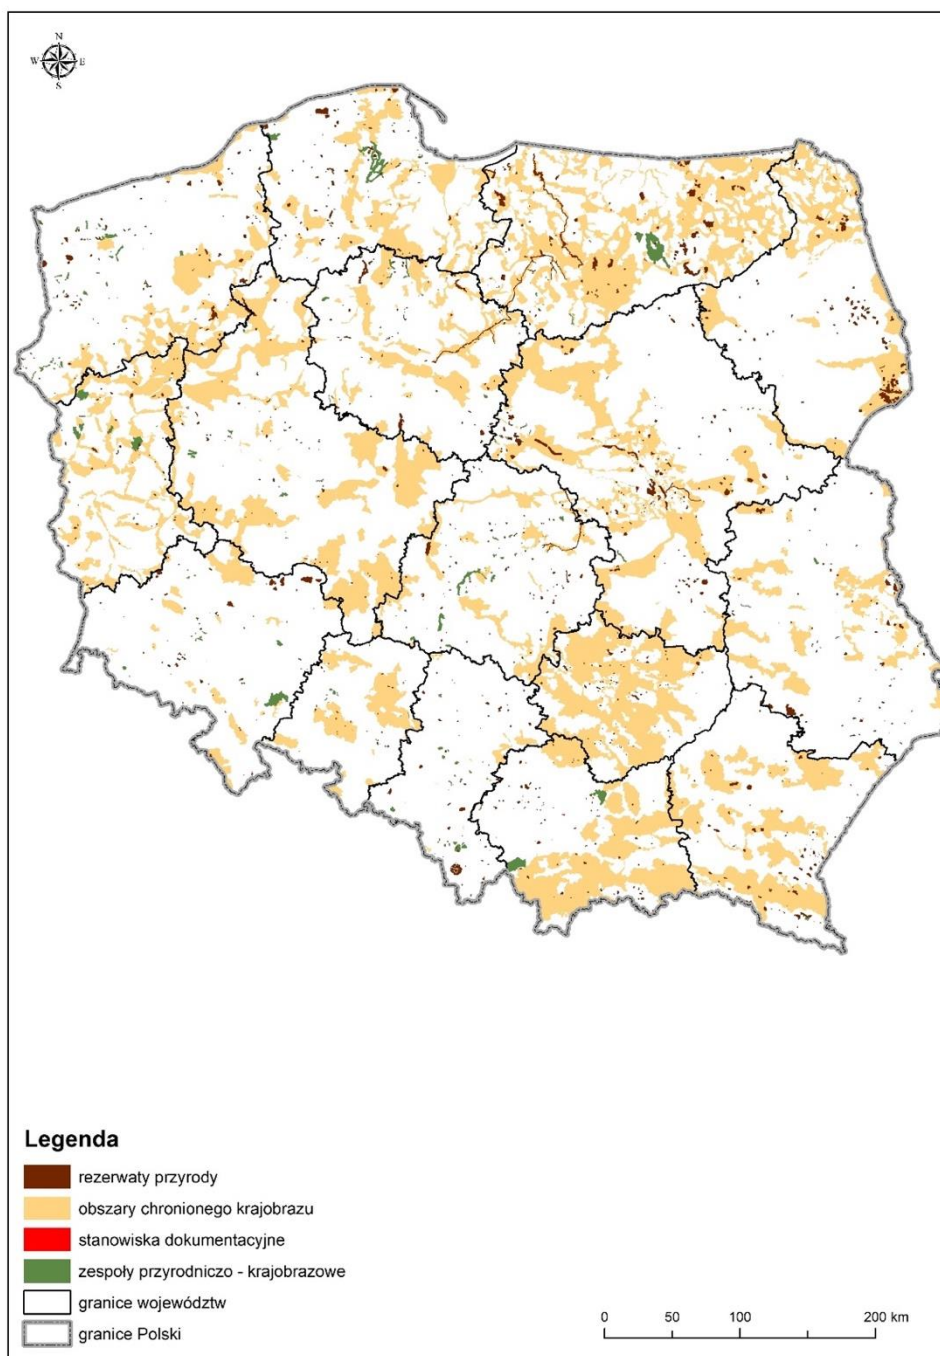 N
W E
S
Legenda
rezerwaty przyrody
obszary chronionego krajobrazu
stanowiska dokumentacyjne
zespoły przyrodniczo - krajobrazowe
granice województw
granice Polski
0 50 100 200 km